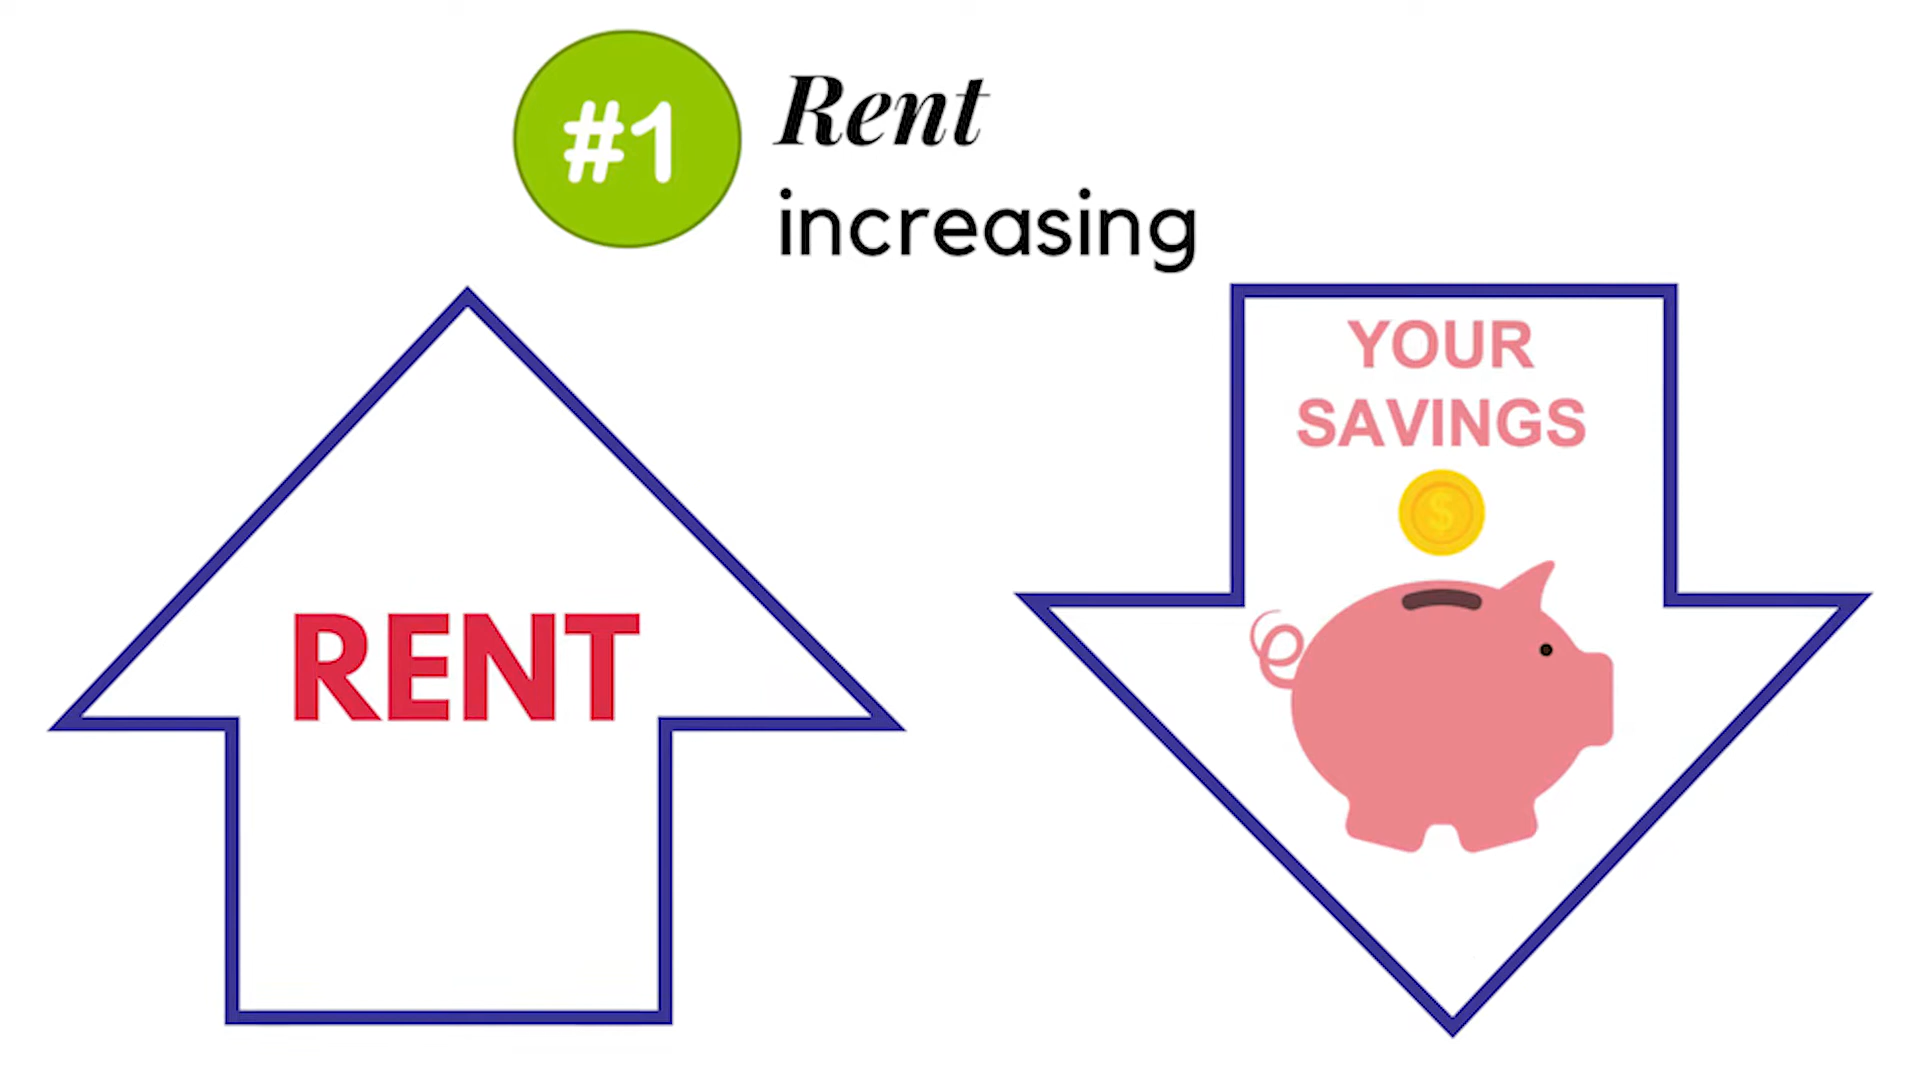 #1
Rent
increasing
RENT
YOUR
SAVINGS
$